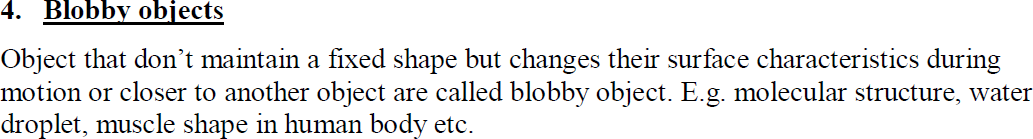 4. Blobby objects
Object that don’t maintain a fixed shape but changes their surface characteristics during
motion or closer to another object are called blobby object. E.g. molecular structure, water
droplet, muscle shape in human body etc.